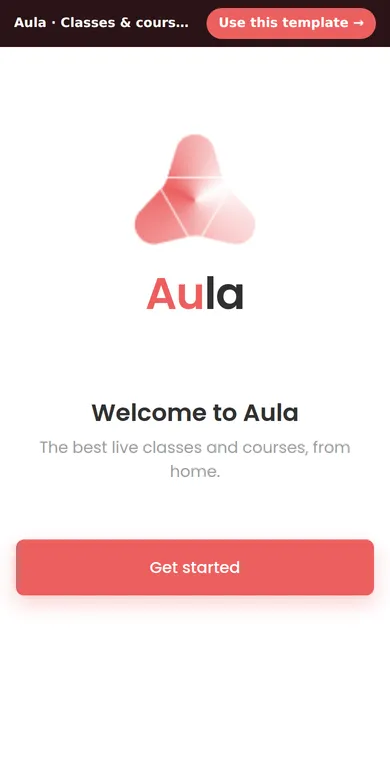 Aula · Classes & cours…
Use this template →
Aula
Welcome to Aula
The best live classes and courses, from
home.
Get started